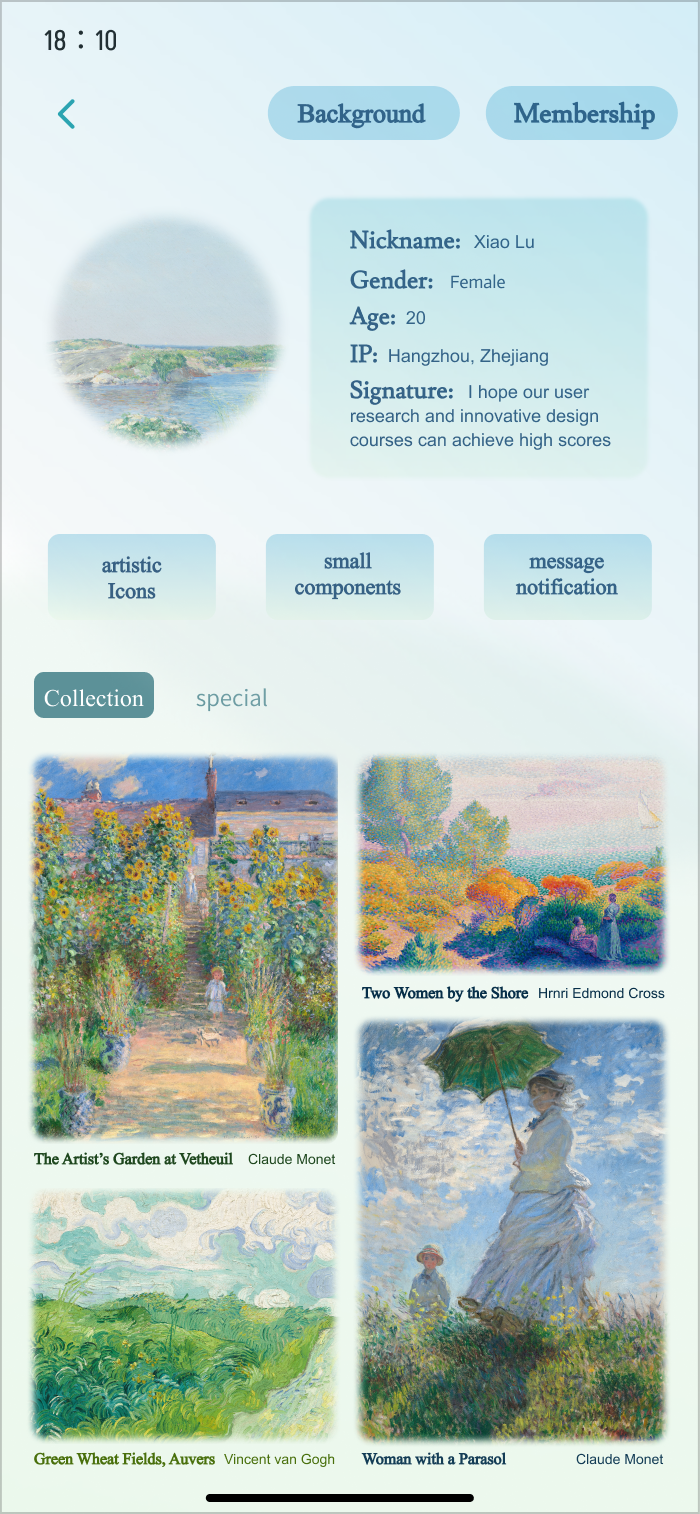 18 : 10
Background
Membership
Nickname: Xiao Lu
Gender: Female
Age: 20
IP: Hangzhou, Zhejiang
Signature: I hope our user
research and innovative design
courses can achieve high scores
artistic
Icons
small
components
message
notification
Collection
special
Two Women by the Shore Hrnri Edmond Cross
The Artist's Garden at Vetheuil Claude Monet
Green Wheat Fields, Auvers Vincent van Gogh
Woman with a Parasol Claude Monet